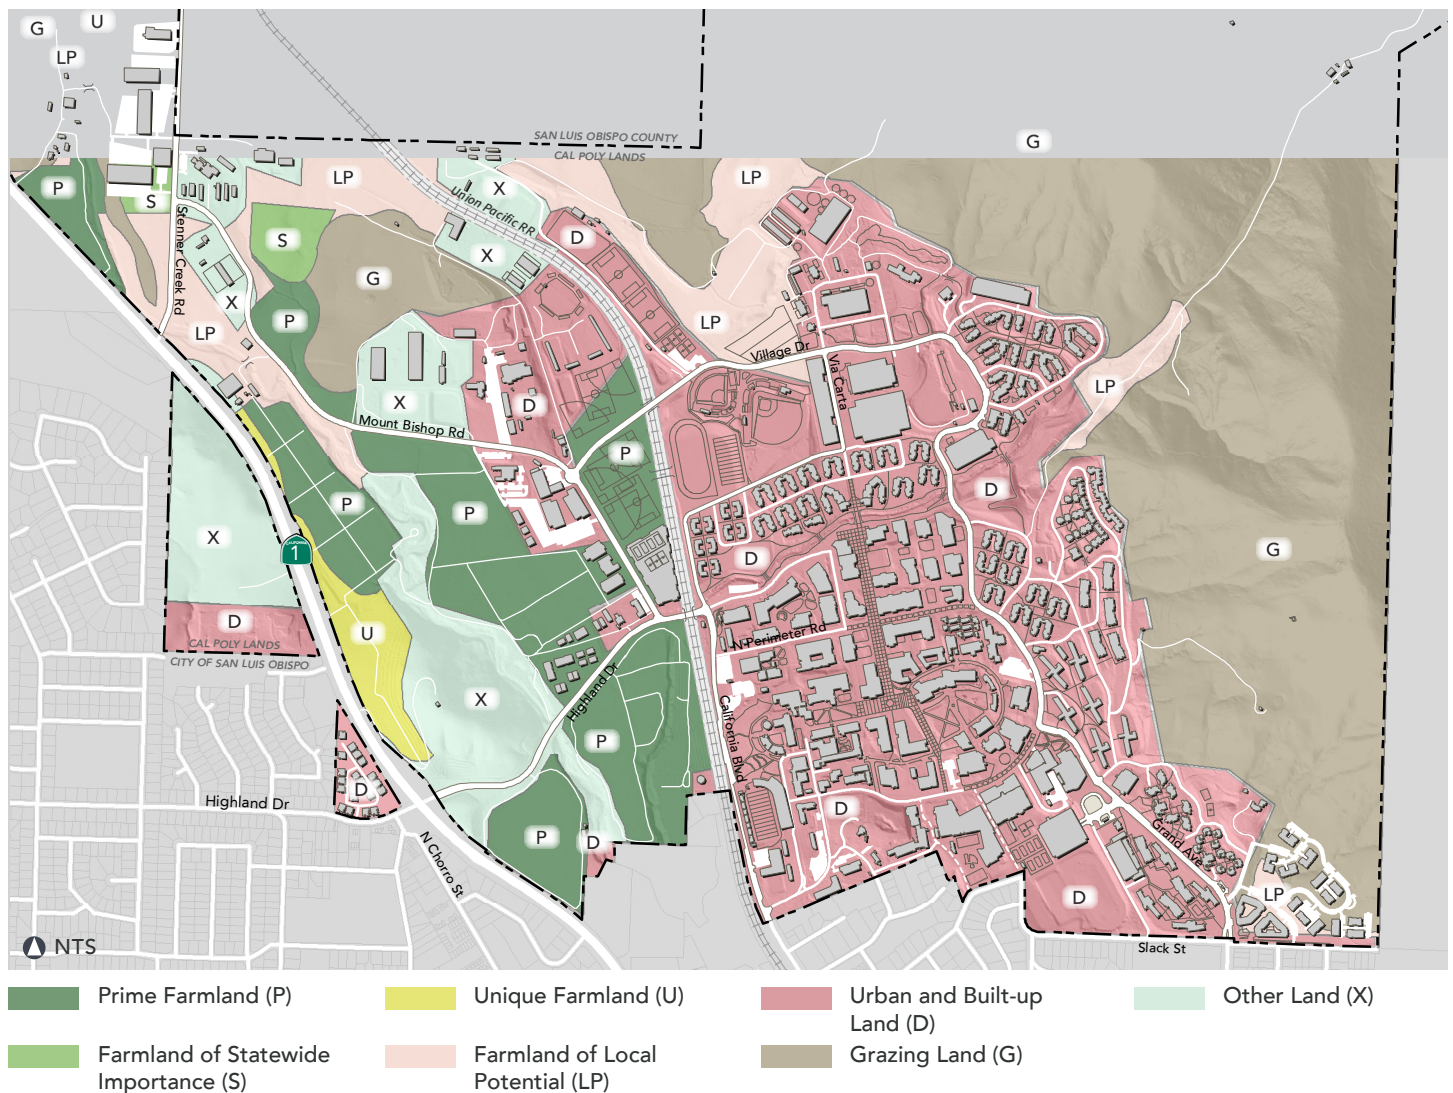 G
U
LP
SAN LUIS OBISPO COUNTY
CAL POLY LANDS
G
P
S
LP
X
Union Pacific RR
LP
Stenner Creek Rd
S
D
X
G
X
P
LP
LP
Village Dr
Via Carta
LP
X
D
Mount Bishop Rd
P
P
P
D
X
CALIFORNIA
1
G
D
D
CAL POLY LANDS
CITY OF SAN LUIS OBISPO
U
N Perimeter Rd
X
Highland Dr
California Blvd
P
D
Highland Dr
D
P
D
N Chorro St
Grand Ave
D
LP
NTS
Slack St
Prime Farmland (P)
Unique Farmland (U)
Urban and Built-up
Land (D)
Other Land (X)
Farmland of Statewide
Importance (S)
Farmland of Local
Potential (LP)
Grazing Land (G)